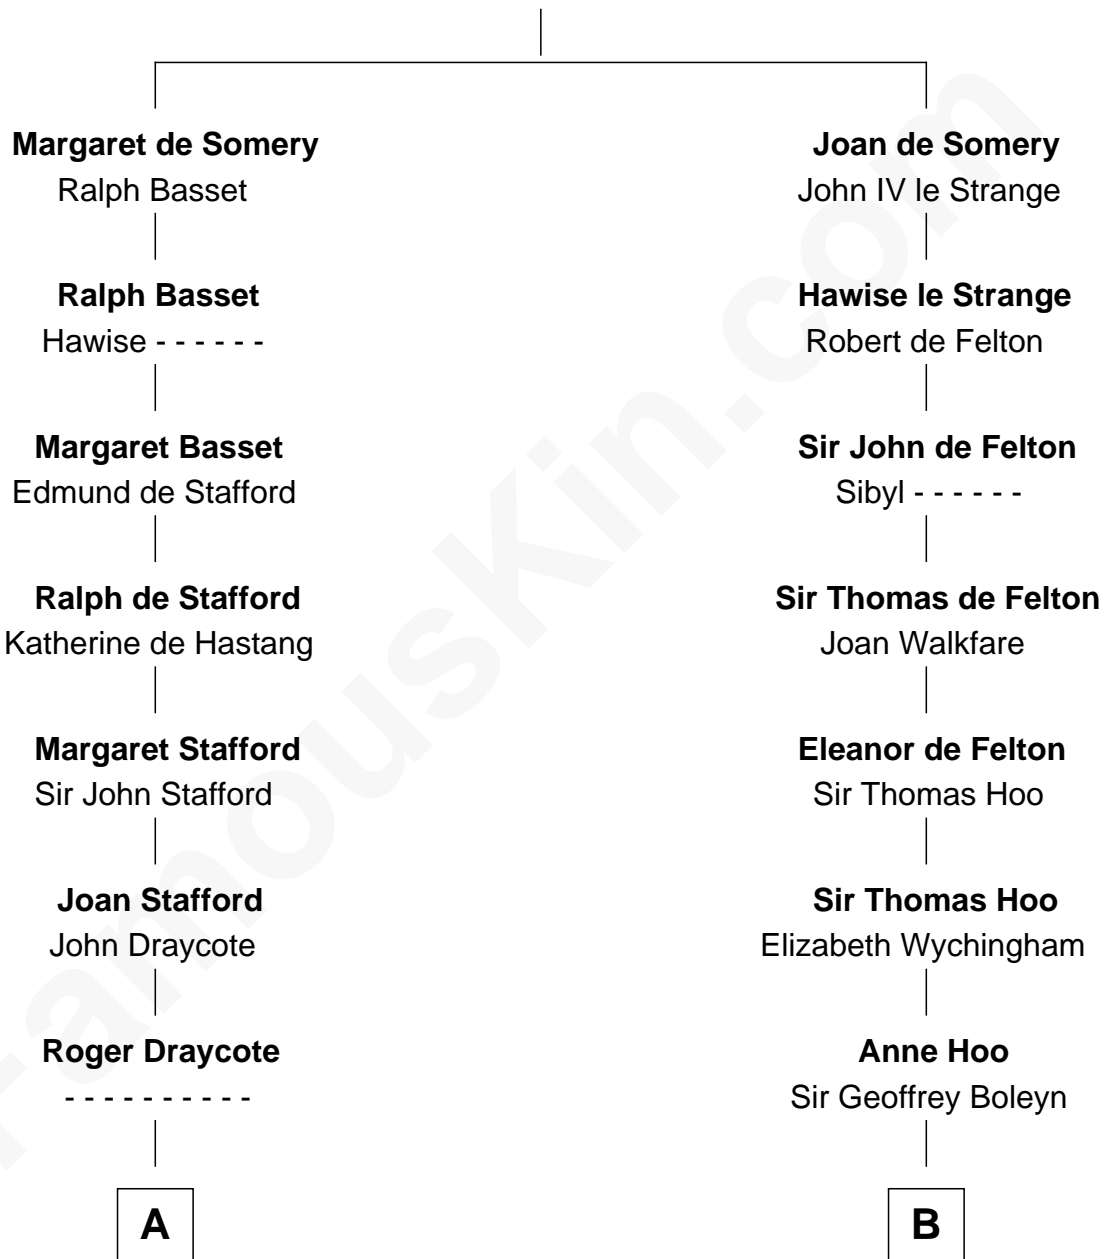 Margaret de Somery
Ralph Basset
Ralph Basset
Hawise - - - - - -
Margaret Basset
Edmund de Stafford
Ralph de Stafford
Katherine de Hastang
Margaret Stafford
Sir John Stafford
Joan Stafford
John Draycote
Roger Draycote
- - - - - - - - - -
A
Joan de Somery
John IV le Strange
Hawise le Strange
Robert de Felton
Sir John de Felton
Sibyl - - - - - -
Sir Thomas de Felton
Joan Walkfare
Eleanor de Felton
Sir Thomas Hoo
Sir Thomas Hoo
Elizabeth Wychingham
Anne Hoo
Sir Geoffrey Boleyn
B
FamousKin.com